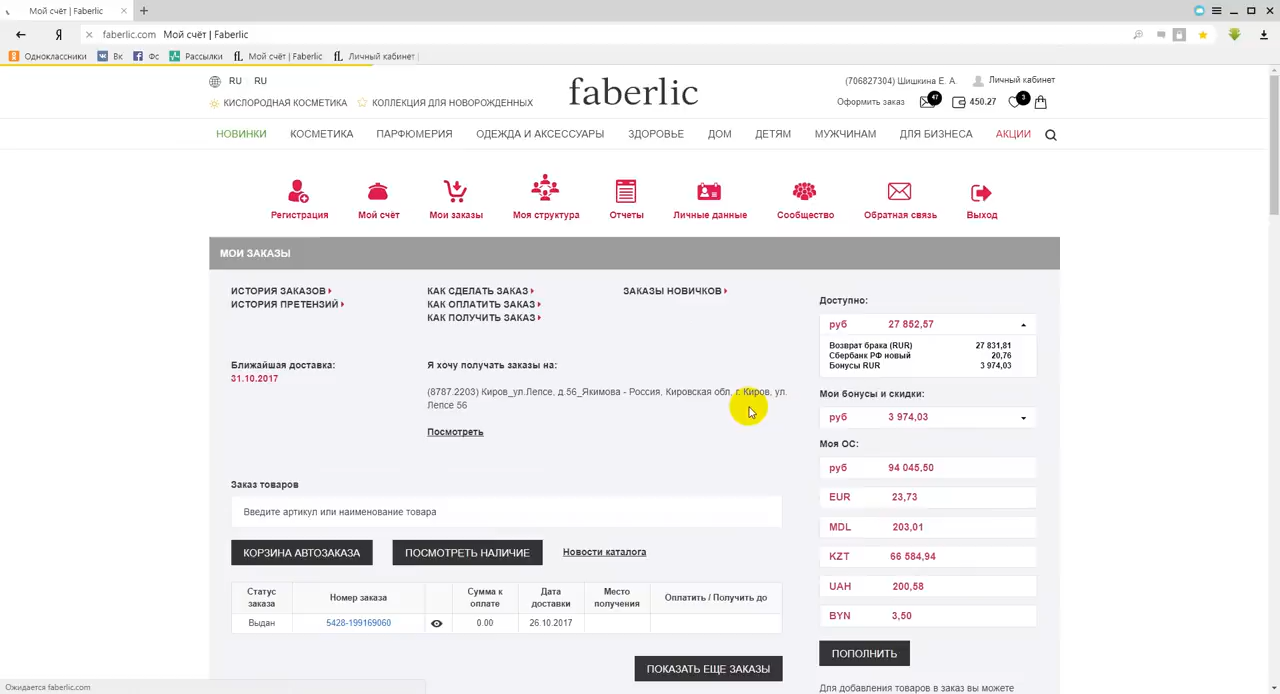 Мой счёт | Faberlic
Я
faberlic.com Мой счёт | Faberlic
Одноклассники Вк Фс Рассылки Мой счёт | Faberlic Личный кабинет
RU RU
КИСЛОРОДНАЯ КОСМЕТИКА КОЛЛЕКЦИЯ ДЛЯ НОВОРОЖДЕННЫХ
faberlic
(706827304) Шишкина Е. А. Личный кабинет
Оформить заказ 47 450.27 3
НОВИНКИ КОСМЕТИКА ПАРФЮМЕРИЯ ОДЕЖДА И АКСЕССУАРЫ ЗДОРОВЬЕ ДОМ ДЕТЯМ МУЖЧИНАМ ДЛЯ БИЗНЕСА АКЦИИ
Регистрация Мой счёт Мои заказы Моя структура Отчеты Личные данные Сообщество Обратная связь Выход
МОИ ЗАКАЗЫ
ИСТОРИЯ ЗАКАЗОВ
ИСТОРИЯ ПРЕТЕНЗИЙ
КАК СДЕЛАТЬ ЗАКАЗ
КАК ОПЛАТИТЬ ЗАКАЗ
КАК ПОЛУЧИТЬ ЗАКАЗ
ЗАКАЗЫ НОВИЧКОВ
Ближайшая доставка:
31.10.2017
Я хочу получать заказы на:
(8787.2203) Киров_ул.Лепсе, д.56_Якимова - Россия, Кировская обл, г. Киров, ул.
Лепсе 56
Посмотреть
Заказ товаров
Введите артикул или наименование товара
КОРЗИНА АВТОЗАКАЗА ПОСМОТРЕТЬ НАЛИЧИЕ Новости каталога
Статус заказа Номер заказа Сумма к оплате Дата доставки Место получения Оплатить / Получить до
Выдан 5428-199169060 0.00 26.10.2017
ПОКАЗАТЬ ЕЩЕ ЗАКАЗЫ
Доступно:
руб 27 852,57
Возврат брака (RUR) 27 831,81
Сбербанк РФ новый 20,76
Бонусы RUR 3 974,03
Мои бонусы и скидки:
руб 3 974,03
Моя ОС:
руб 94 045,50
EUR 23,73
MDL 203,01
KZT 66 584,94
UAH 200,58
BYN 3,50
ПОПОЛНИТЬ
Для добавления товаров в заказ вы можете
Ожидается faberlic.com